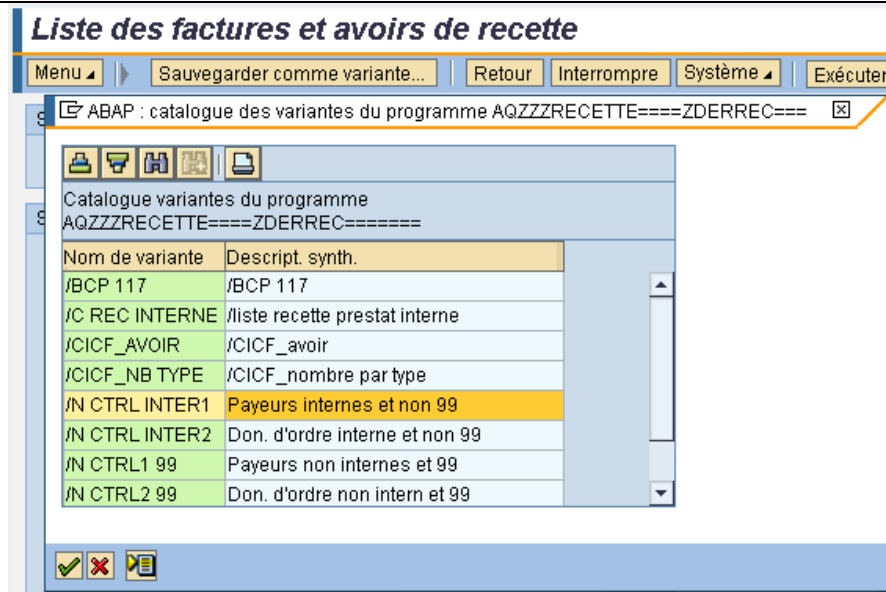 Liste des factures et avoirs de recette
Menu Sauvegarder comme variante... Retour Interrompre Système Exécuter
ABAP : catalogue des variantes du programme AQZZZRECETTE====ZDERREC===
Catalogue variantes du programme
AQZZZRECETTE====ZDERREC=======
Nom de variante Descript. synth.
/BCP 117 /BCP 117
/C REC INTERNE /liste recette prestat interne
/CICF_AVOIR /CICF_avoir
/CICF_NB TYPE /CICF_nombre par type
/N CTRL INTER1 Payeurs internes et non 99
/N CTRL INTER2 Don. d'ordre interne et non 99
/N CTRL1 99 Payeurs non internes et 99
/N CTRL2 99 Don. d'ordre non intern et 99